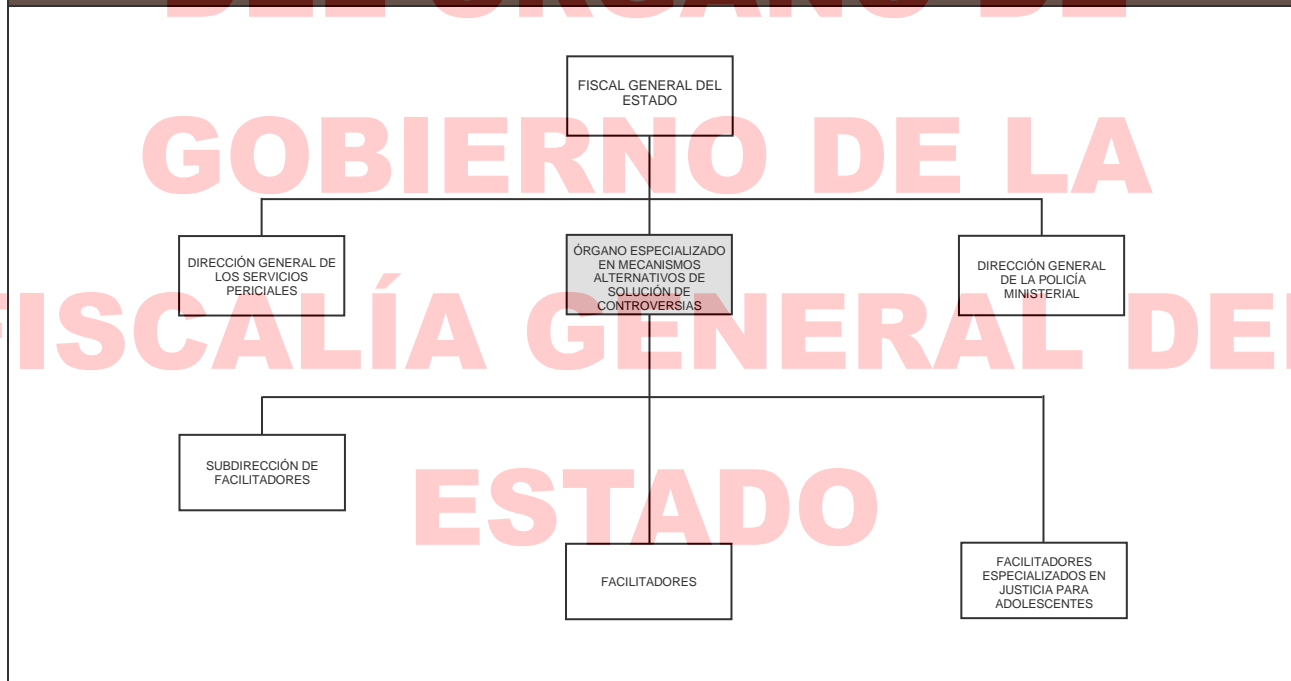 DEL ÓRGANO DE
FISCAL GENERAL DEL
ESTADO
GOBIERNO DE LA
DIRECCIÓN GENERAL DE
LOS SERVICIOS
PERICIALES
ÓRGANO ESPECIALIZADO
EN MECANISMOS
ALTERNATIVOS DE
SOLUCIÓN DE
CONTROVERSIAS
DIRECCIÓN GENERAL
DE LA POLICÍA
MINISTERIAL
FISCALÍA GENERAL DEL
SUBDIRECCIÓN DE
FACILITADORES
ESTADO
FACILITADORES
FACILITADORES
ESPECIALIZADOS EN
JUSTICIA PARA
ADOLESCENTES